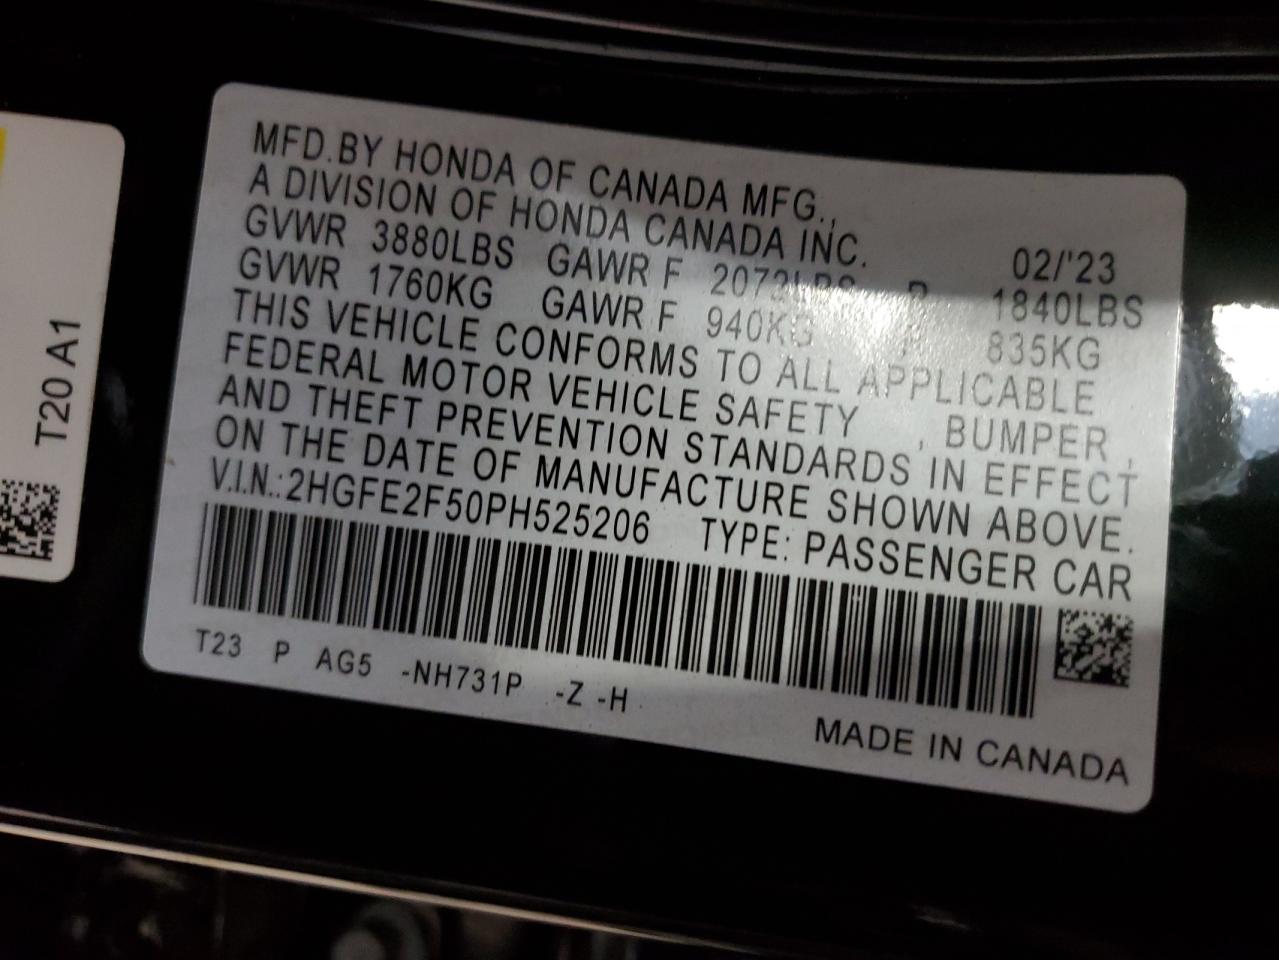 MFD.BY HONDA OF CANADA MFG.,
A DIVISION OF HONDA CANADA INC. 02/'23
GVWR 3880LBS GAWR F 2072LBS R 1840LBS
GVWR 1760KG GAWR F 940KG 835KG
THIS VEHICLE CONFORMS TO ALL APPLICABLE
FEDERAL MOTOR VEHICLE SAFETY , BUMPER ,
AND THEFT PREVENTION STANDARDS IN EFFECT
ON THE DATE OF MANUFACTURE SHOWN ABOVE.
V.I.N.:2HGFE2F50PH525206 TYPE: PASSENGER CAR
T23 P AG5 -NH731P -Z -H
MADE IN CANADA
T20 A1